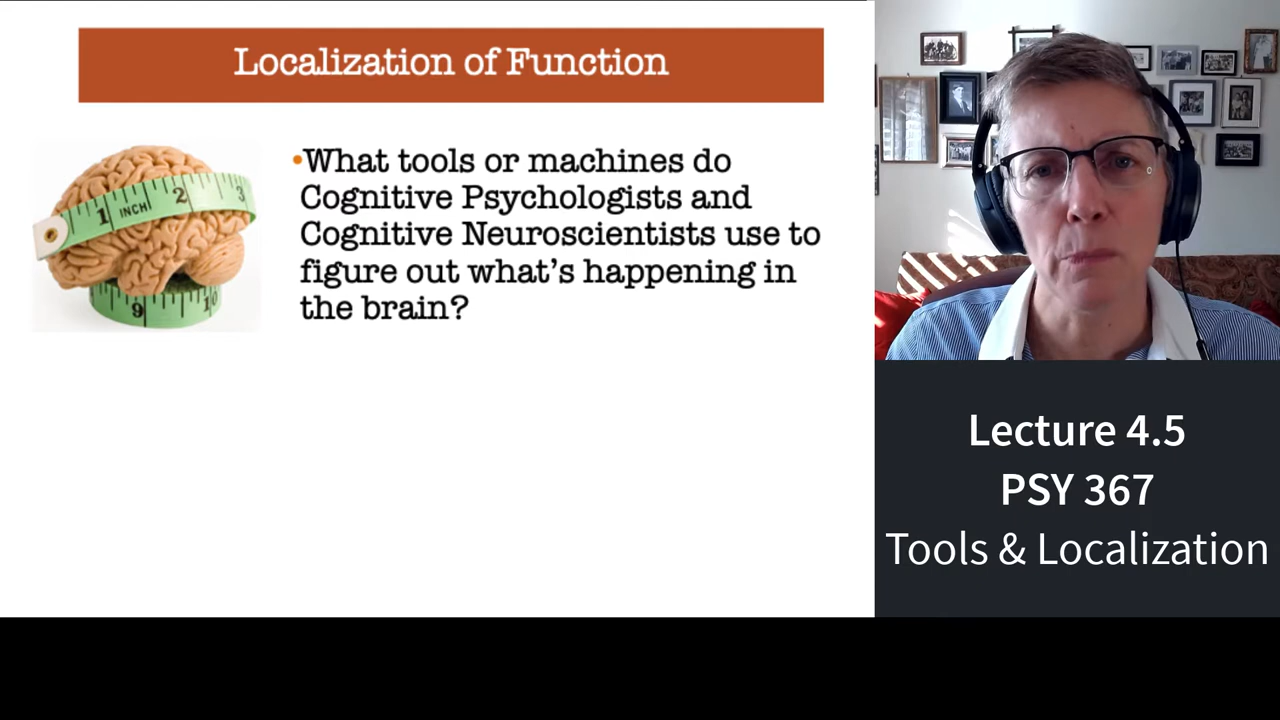 Localization of Function
•What tools or machines do
Cognitive Psychologists and
Cognitive Neuroscientists use to
figure out what's happening in
the brain?
1 INCH 2 3
9 10
Lecture 4.5
PSY 367
Tools & Localization